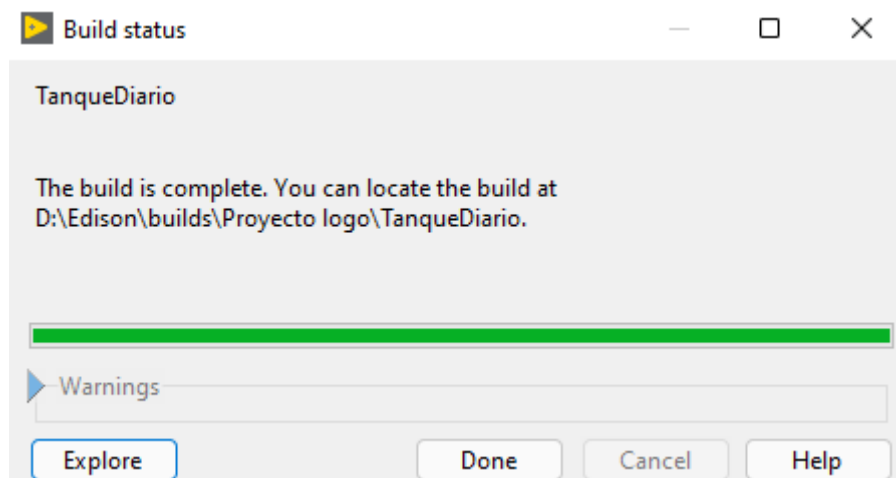 Build status
TanqueDiario
The build is complete. You can locate the build at
D:\Edison\builds\Proyecto logo\TanqueDiario.
Warnings
Explore
Done
Cancel
Help